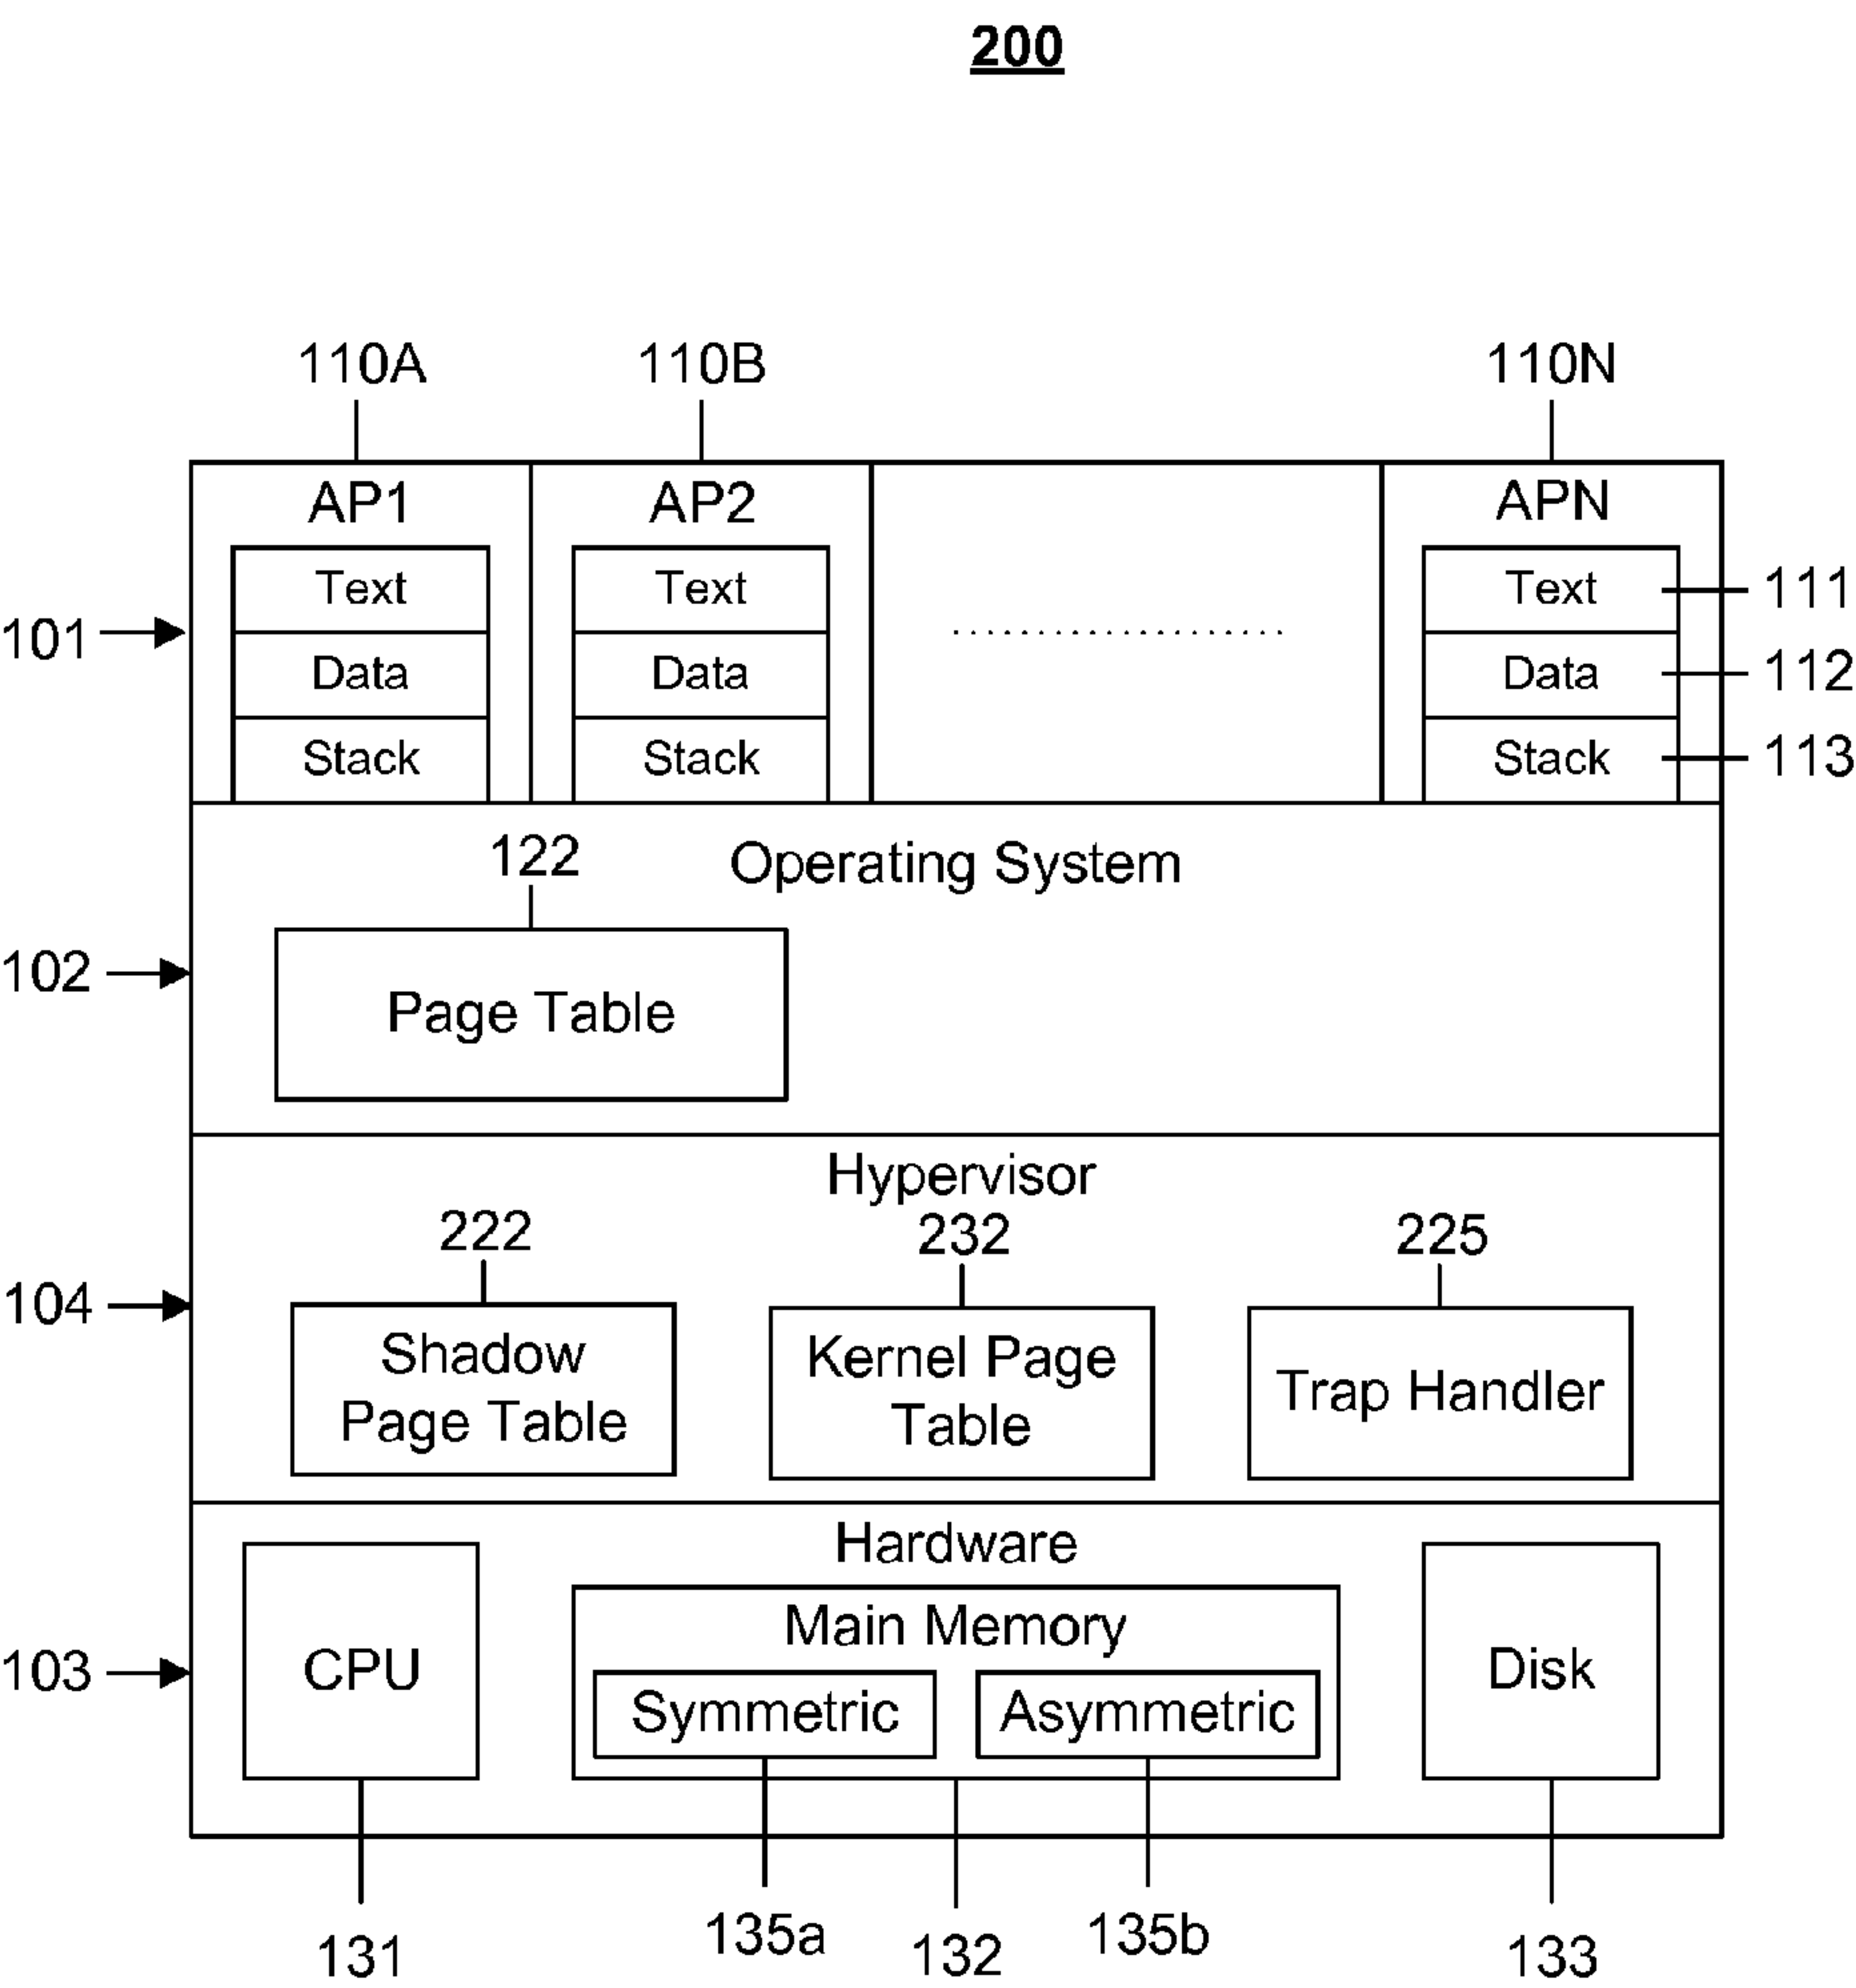 200
110A 110B 110N
AP1 AP2 APN
Text Text Text 111
101
Data Data Data 112
Stack Stack Stack 113
122 Operating System
102
Page Table
Hypervisor
222 232 225
104
Shadow Page Table
Kernel Page Table
Trap Handler
Hardware
Main Memory
103
CPU
Symmetric Asymmetric
Disk
131 135a 132 135b 133